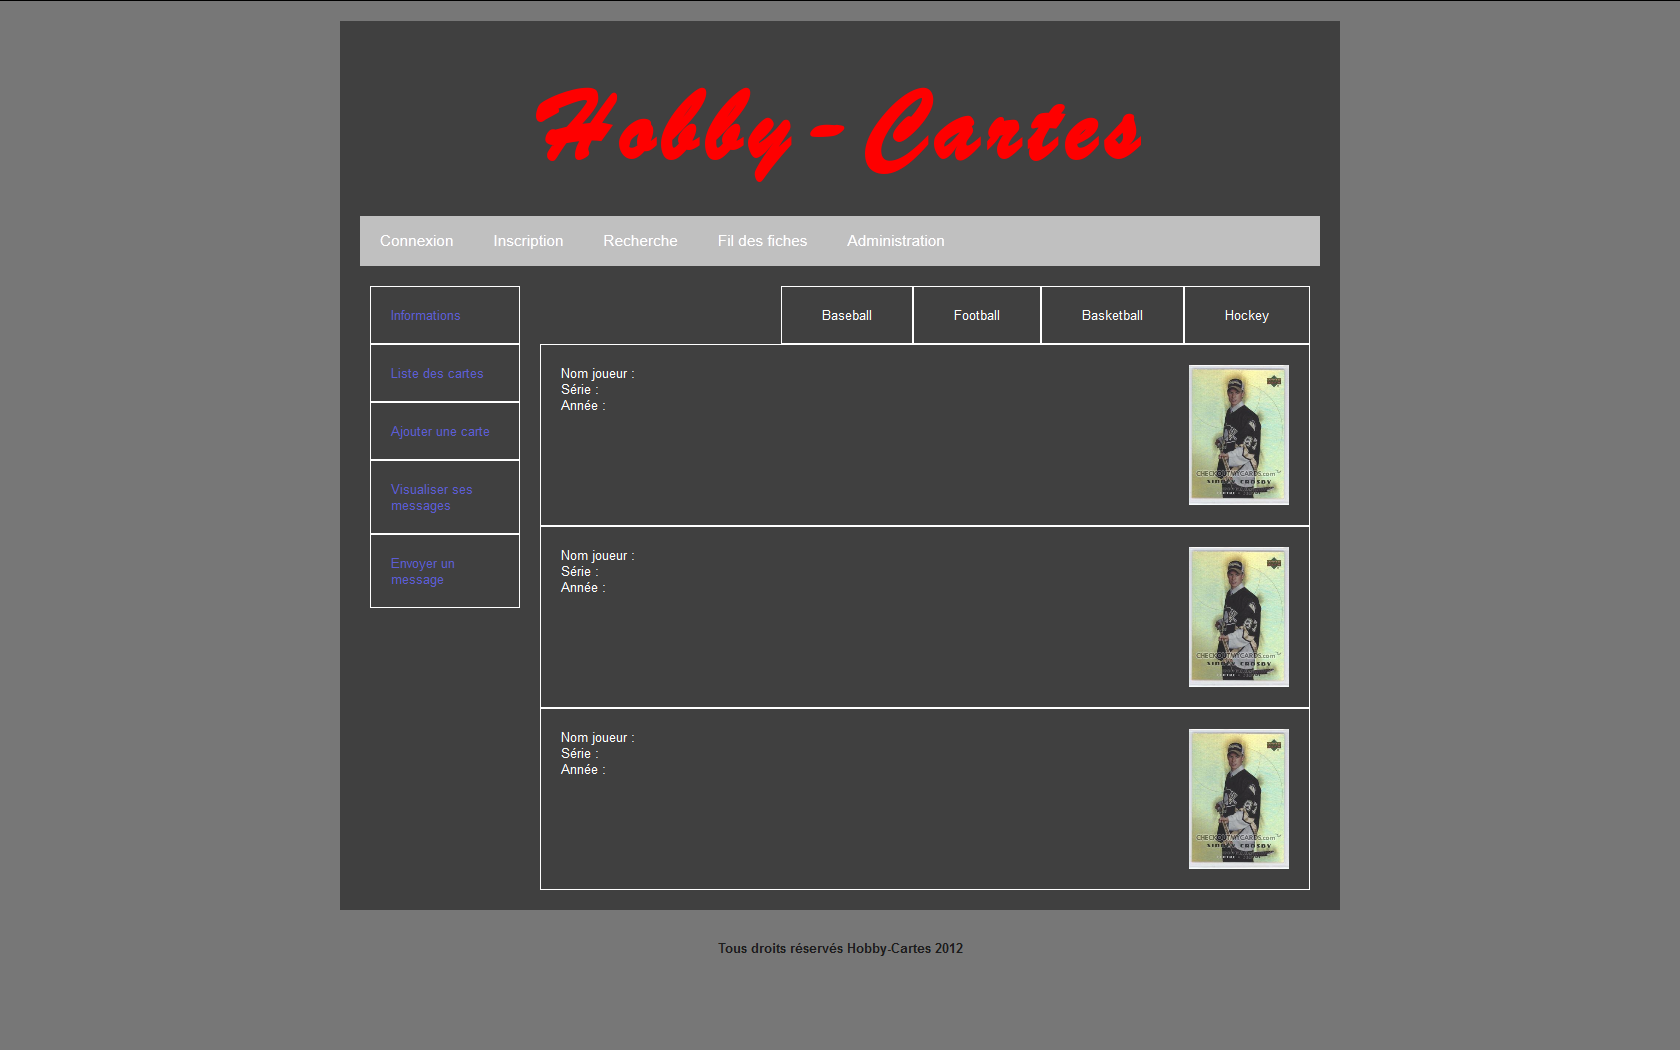 Hobby-Cartes
Connexion Inscription Recherche Fil des fiches Administration
Informations
Liste des cartes
Ajouter une carte
Visualiser ses
messages
Envoyer un
message
Baseball Football Basketball Hockey
Nom joueur :
Série :
Année :
CHECKOUTMYCARDS.com
SIDNEY CROSBY
Nom joueur :
Série :
Année :
CHECKOUTMYCARDS.com
SIDNEY CROSBY
Nom joueur :
Série :
Année :
CHECKOUTMYCARDS.com
SIDNEY CROSBY
Tous droits réservés Hobby-Cartes 2012